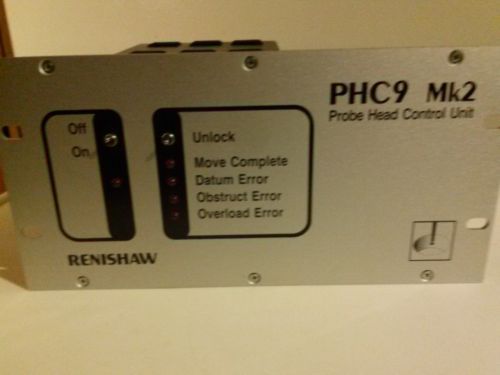 PHC9 Mk2
Probe Head Control Unit
Off
On
Unlock
Move Complete
Datum Error
Obstruct Error
Overload Error
RENISHAW